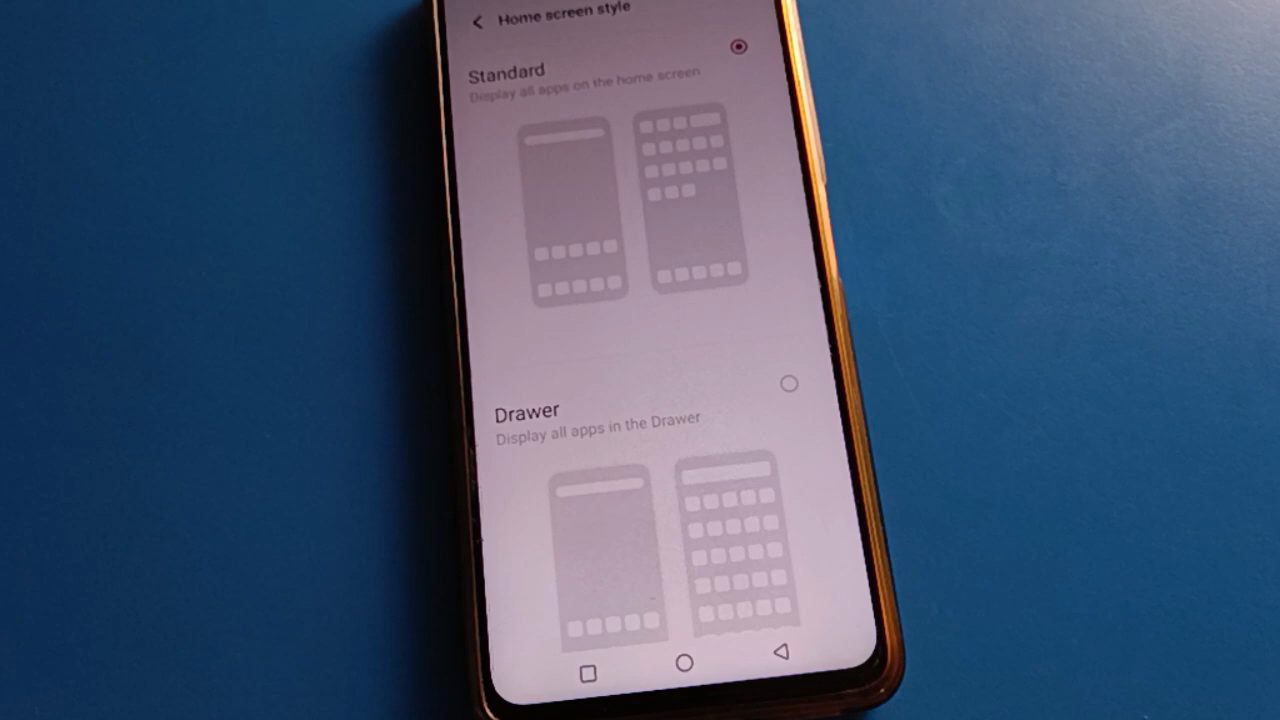 Home screen style
Standard
Display all apps on the home screen
Drawer
Display all apps in the Drawer